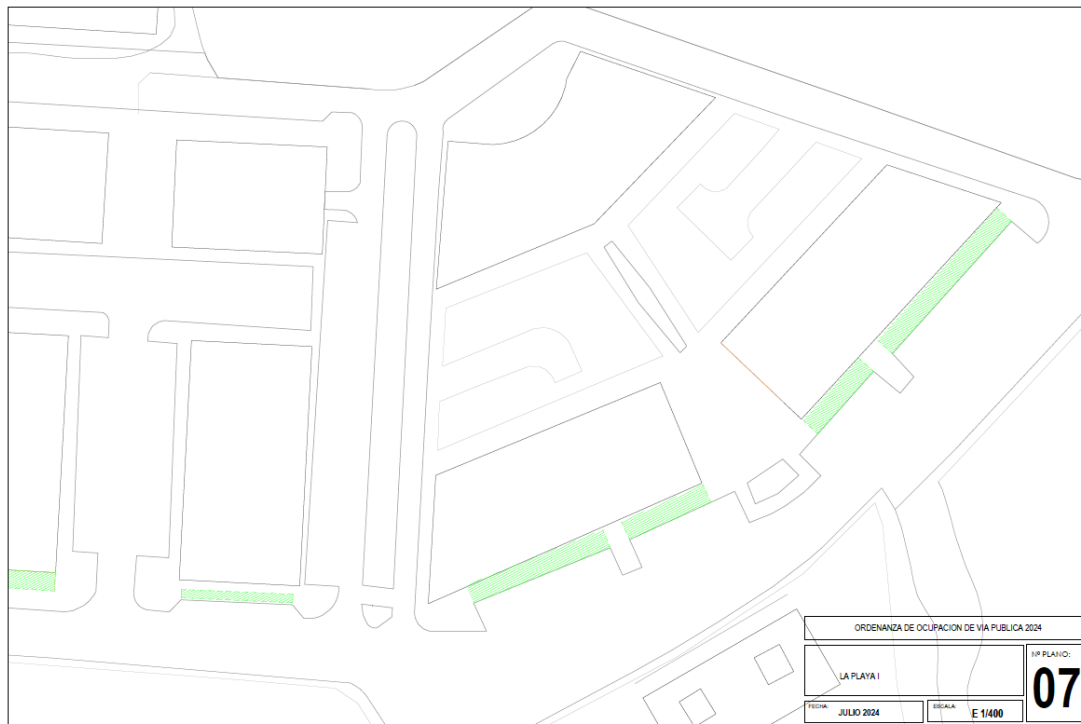 ORDENANZA DE OCUPACION DE VIA PUBLICA 2024
LA PLAYA I
Nº PLANO:
07
FECHA:
JULIO 2024
ESCALA:
E 1/400